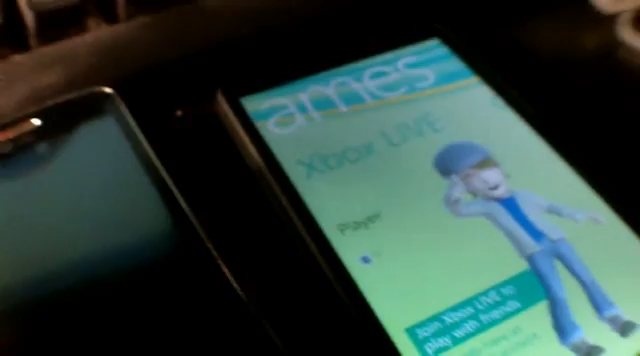 ames
Xbox LIVE
Player
Join Xbox LIVE to
play with friends